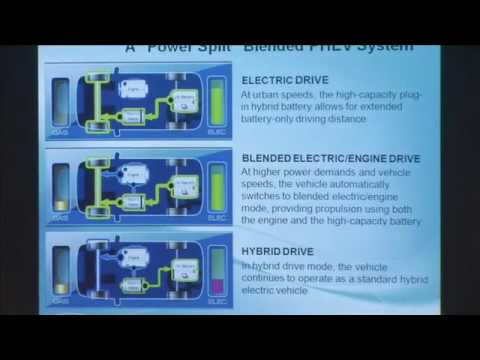 A "Power Split" Blended PHEV System
ELECTRIC DRIVE
At urban speeds, the high-capacity plug-
in hybrid battery allows for extended
battery-only driving distance
GAS
ELEC
BLENDED ELECTRIC/ENGINE DRIVE
At higher power demands and vehicle
speeds, the vehicle automatically
switches to blended electric/engine
mode, providing propulsion using both
the engine and the high-capacity battery
GAS
ELEC
HYBRID DRIVE
In hybrid drive mode, the vehicle
continues to operate as a standard hybrid
electric vehicle
GAS
ELEC